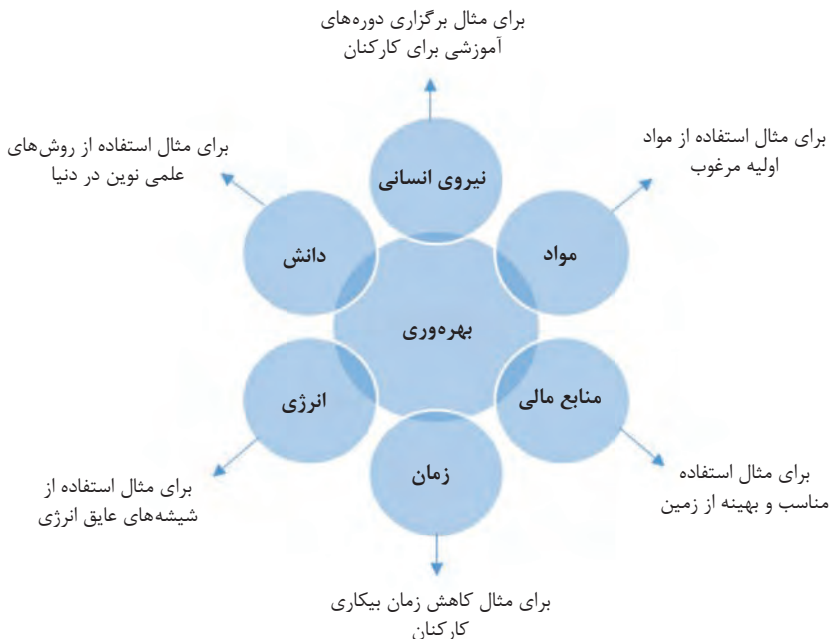 برای مثال برگزاری دوره‌های
آموزشی برای کارکنان
نیروی انسانی
برای مثال استفاده از مواد
اولیه مرغوب
مواد
برای مثال استفاده از روش‌های
علمی نوین در دنیا
دانش
بهره‌وری
منابع مالی
برای مثال استفاده
مناسب و بهینه از زمین
انرژی
برای مثال استفاده از
شیشه‌های عایق انرژی
زمان
برای مثال کاهش زمان بیکاری
کارکنان